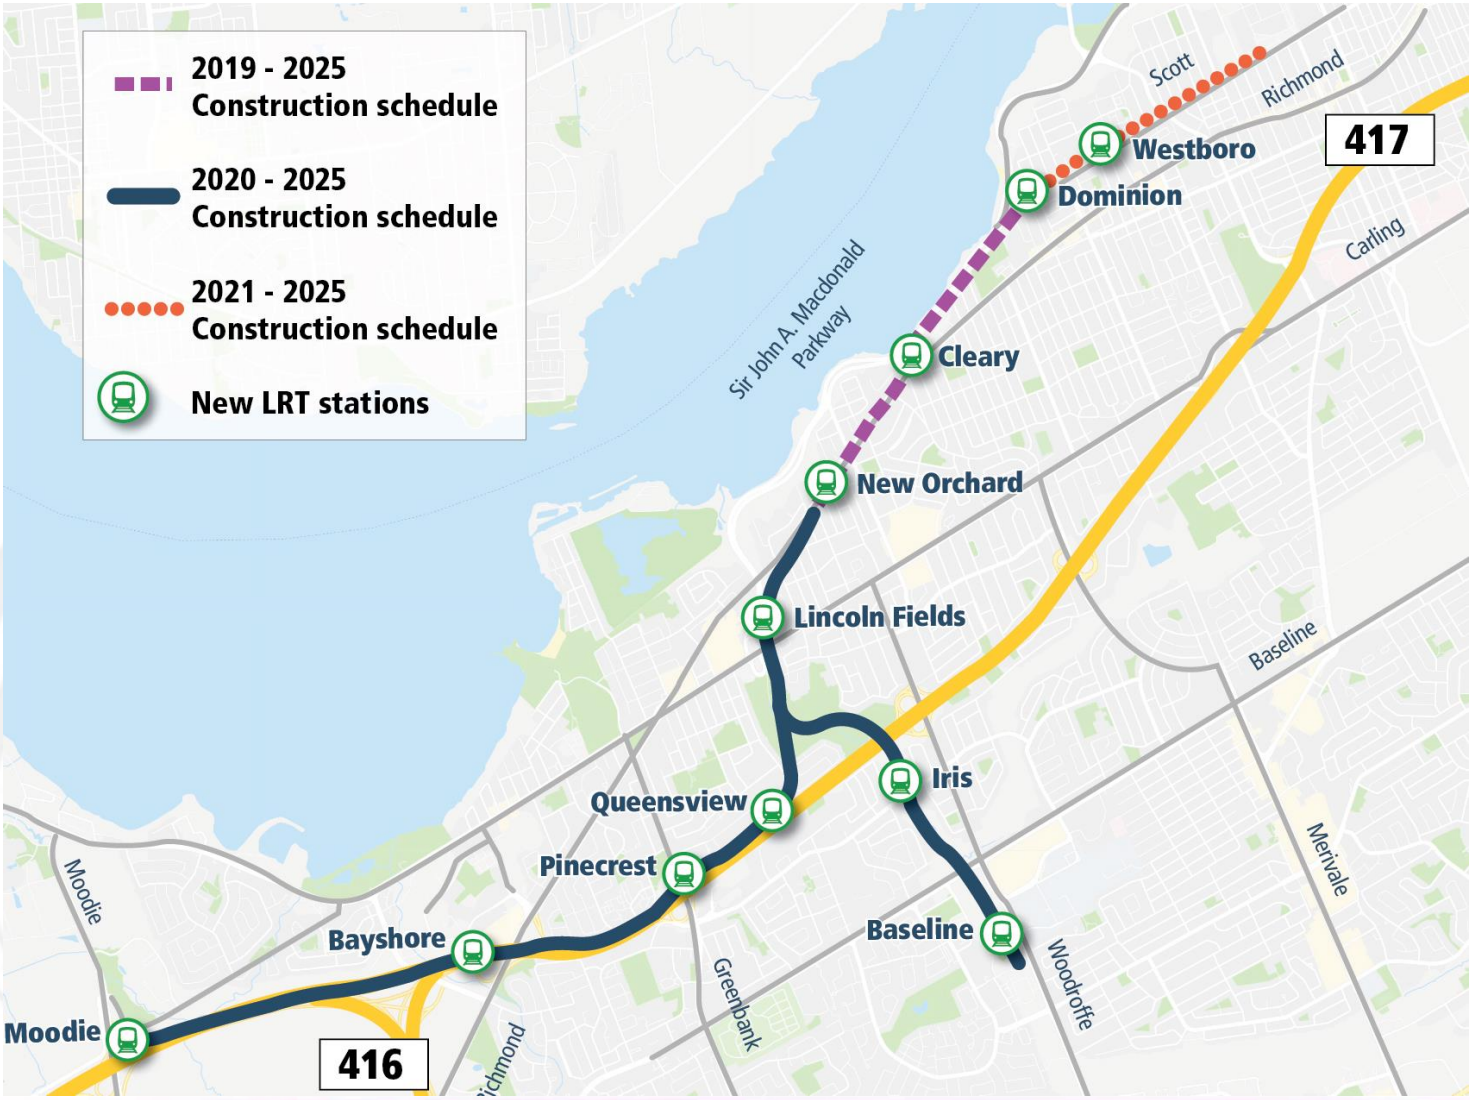 2019 - 2025
Construction schedule
2020 - 2025
Construction schedule
2021 - 2025
Construction schedule
New LRT stations
Scott
Richmond
417
Westboro
Dominion
Carling
Sir John A. Macdonald
Parkway
Cleary
New Orchard
Lincoln Fields
Baseline
Iris
Queensview
Pinecrest
Merivale
Moodie
Bayshore
Baseline
Woodroffe
Greenbank
Moodie
416
Richmond